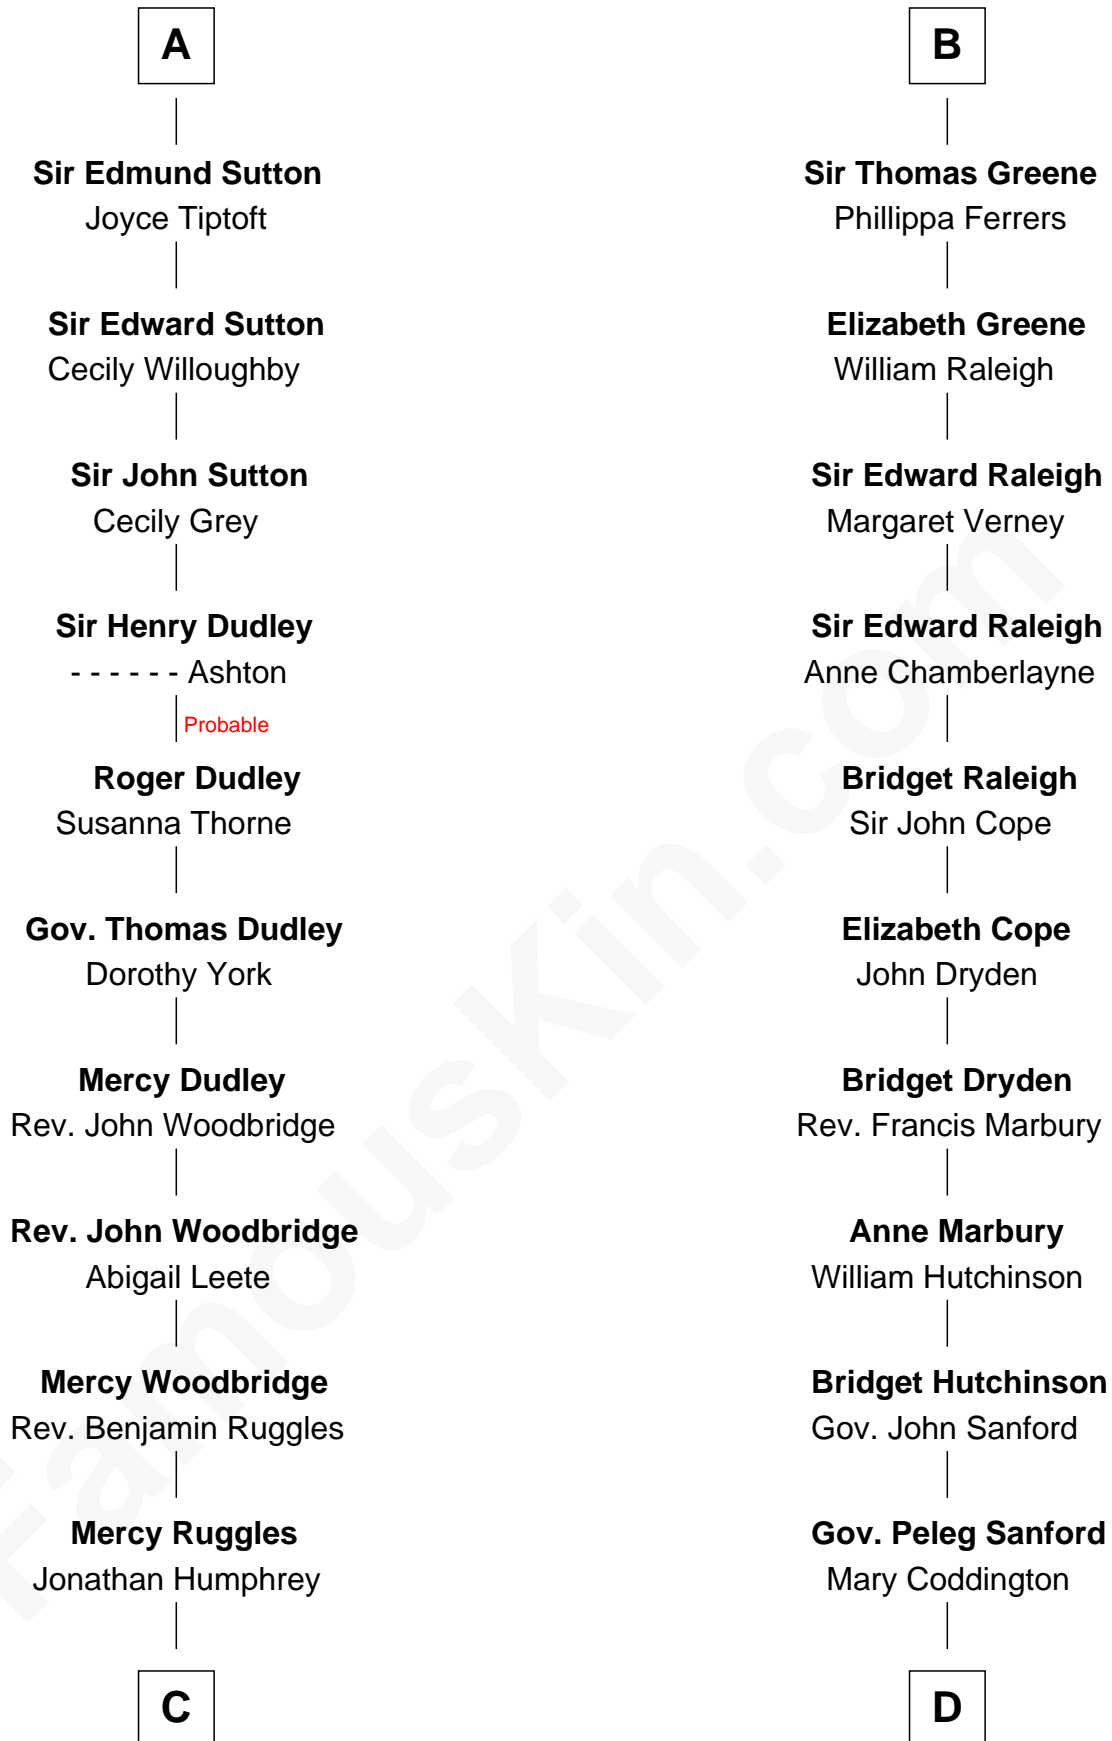 A
Sir Edmund Sutton
Joyce Tiptoft
Sir Edward Sutton
Cecily Willoughby
Sir John Sutton
Cecily Grey
Sir Henry Dudley
- - - - - - Ashton
Probable
Roger Dudley
Susanna Thorne
Gov. Thomas Dudley
Dorothy York
Mercy Dudley
Rev. John Woodbridge
Rev. John Woodbridge
Abigail Leete
Mercy Woodbridge
Rev. Benjamin Ruggles
Mercy Ruggles
Jonathan Humphrey
C
B
Sir Thomas Greene
Phillippa Ferrers
Elizabeth Greene
William Raleigh
Sir Edward Raleigh
Margaret Verney
Sir Edward Raleigh
Anne Chamberlayne
Bridget Raleigh
Sir John Cope
Elizabeth Cope
John Dryden
Bridget Dryden
Rev. Francis Marbury
Anne Marbury
William Hutchinson
Bridget Hutchinson
Gov. John Sanford
Gov. Peleg Sanford
Mary Coddington
D
FamousKin.com